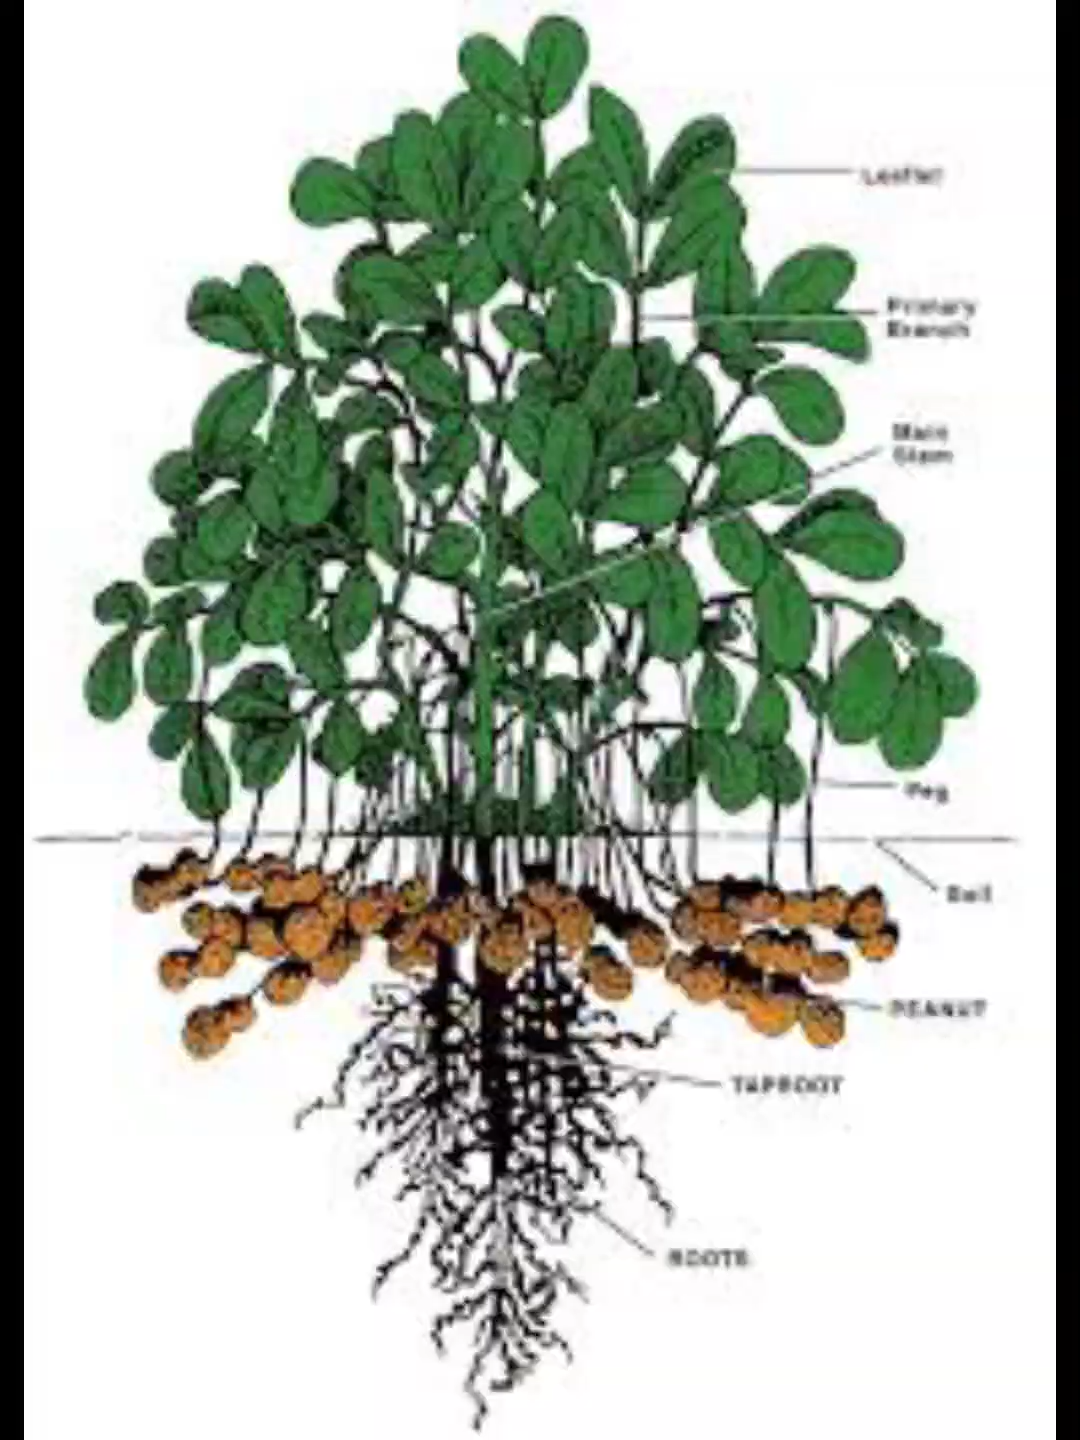 Leaflet
Primary
Branch
Main
Stem
Peg
Soil
PEANUT
TAPROOT
ROOTS